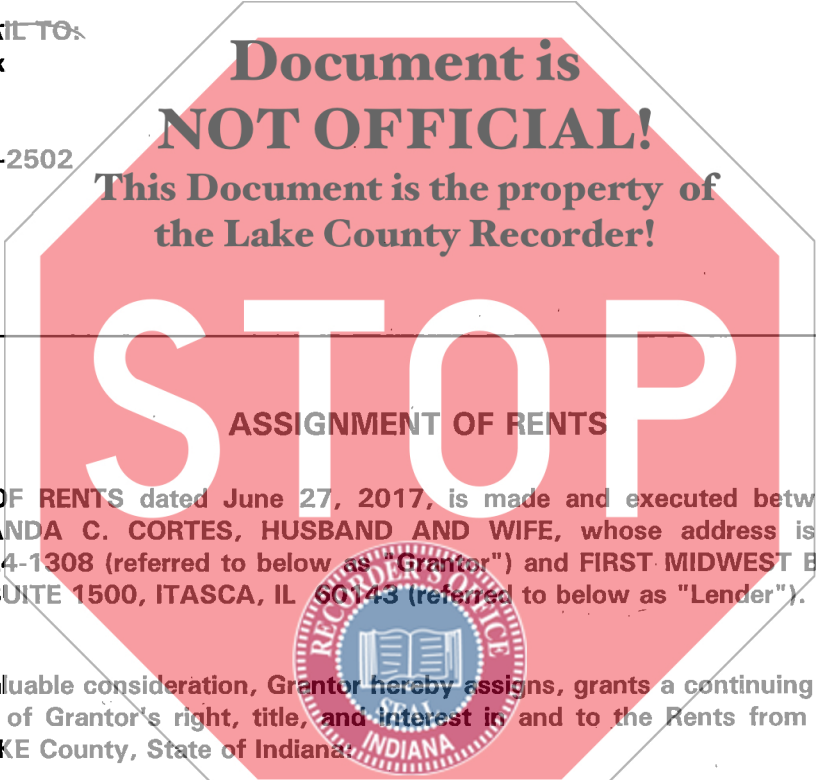 IL TO:
Document is
NOT OFFICIAL!
-2502
This Document is the property of
the Lake County Recorder!
STOP
ASSIGNMENT OF RENTS
OF RENTS dated June 27, 2017, is made and executed betw
ANDA C. CORTES, HUSBAND AND WIFE, whose address is
4-1308 (referred to below as "Grantor") and FIRST MIDWEST B
UITE 1500, ITASCA, IL 60143 (referred to below as "Lender").
RECORDER'S OFFICE
luable consideration, Grantor hereby assigns, grants a continuing
of Grantor's right, title, and interest in and to the Rents from
SEAL
KE County, State of Indiana:
INDIANA